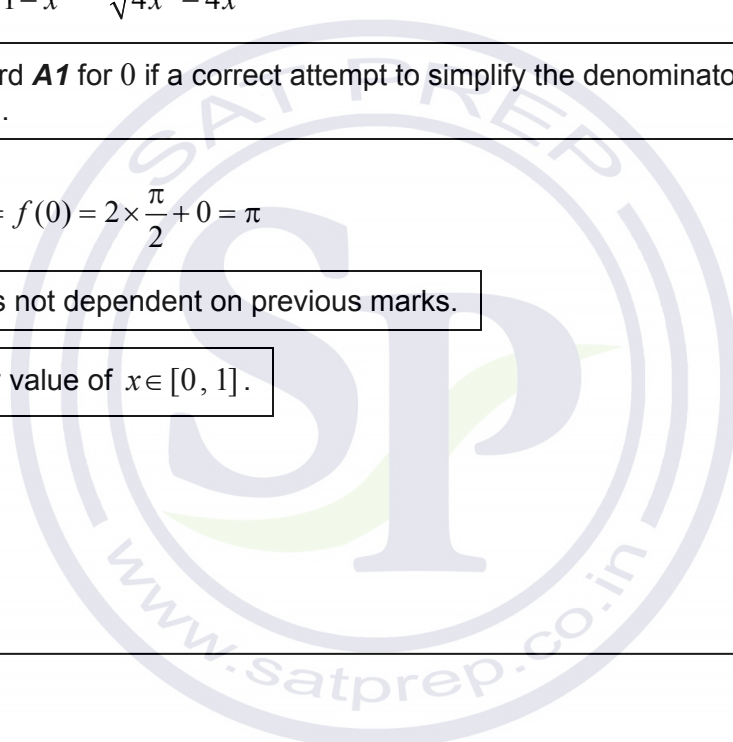 rd A1 for 0 if a correct attempt to simplify the denominato
.
= f(0) = 2 × π/2 + 0 = π
s not dependent on previous marks.
value of x ∈ [0, 1].
SAT PREP
SP
www.satprep.co.in